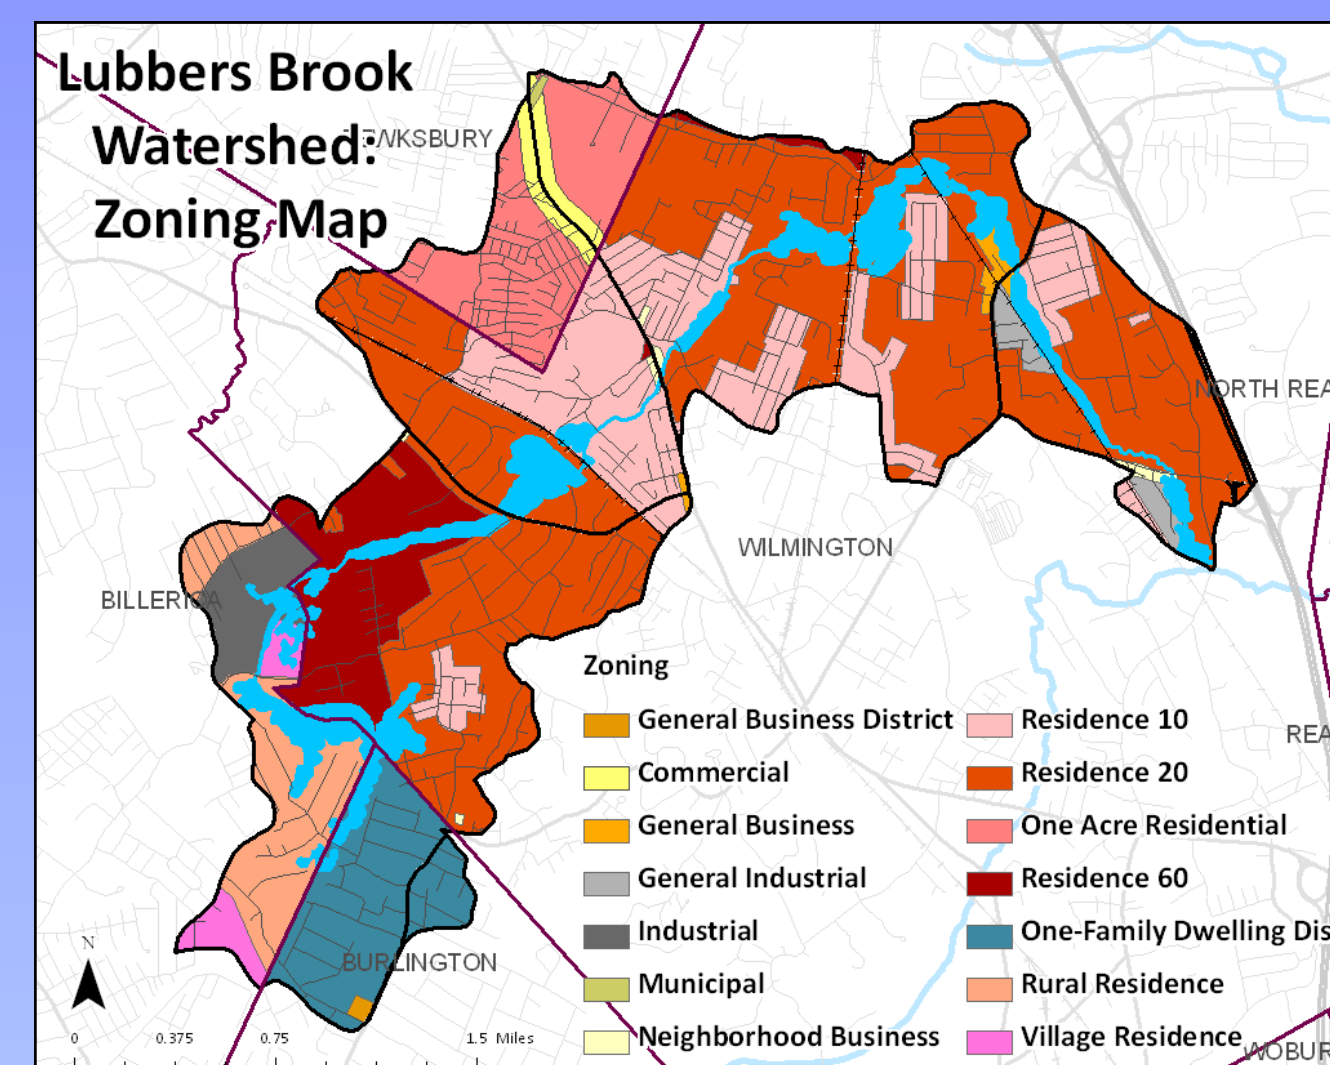 Lubbers Brook
Watershed:
Zoning Map
EWKSBURY
NORTH REA
WILMINGTON
BILLERICA
REA
BURLINGTON
WOBUR
Zoning
General Business District
Commercial
General Business
General Industrial
Industrial
Municipal
Neighborhood Business
Residence 10
Residence 20
One Acre Residential
Residence 60
One-Family Dwelling Dis
Rural Residence
Village Residence
N
0 0.375 0.75 1.5 Miles